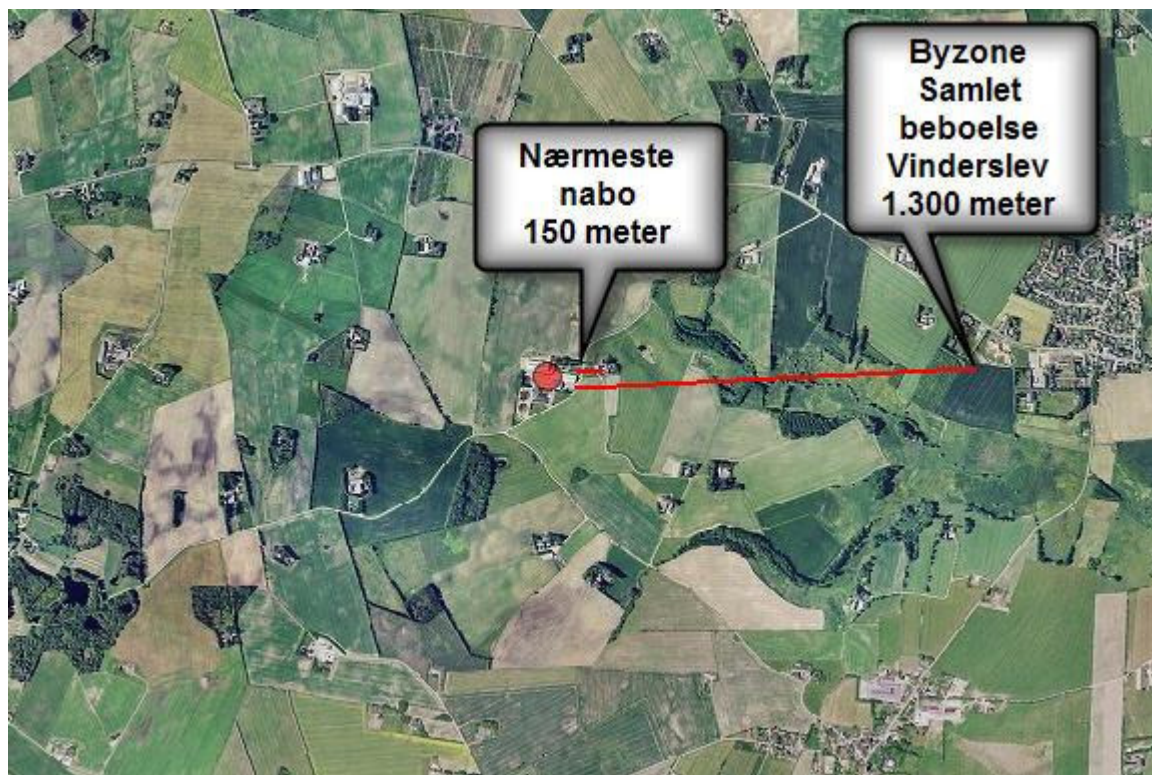 Nærmeste
nabo
150 meter
Byzone
Samlet
beboelse
Vinderslev
1.300 meter